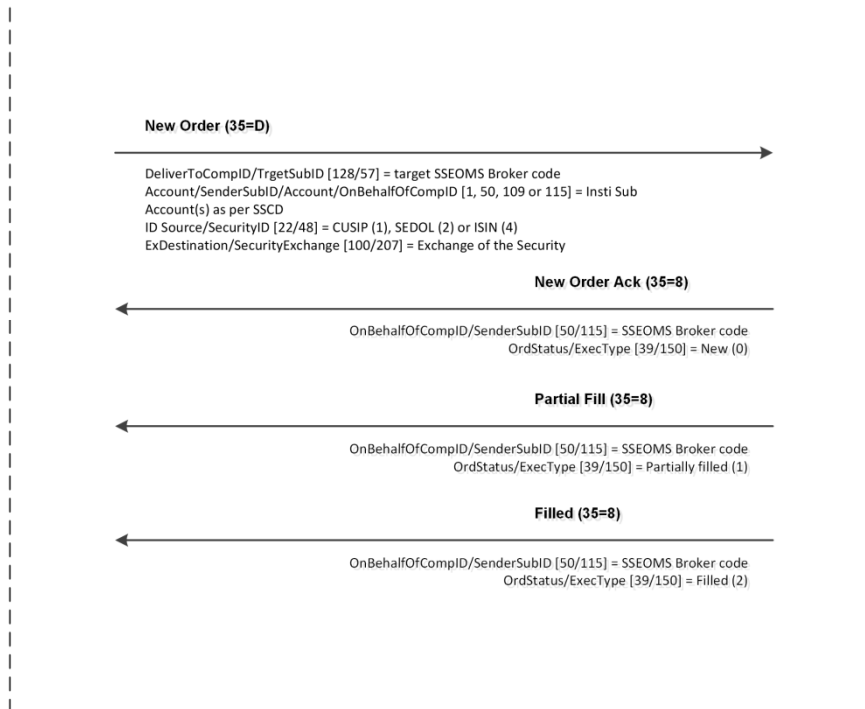 New Order (35=D)
DeliverToCompID/TrgetSubID [128/57] = target SSEOMS Broker code
Account/SenderSubID/Account/OnBehalfOfCompID [1, 50, 109 or 115] = Insti Sub
Account(s) as per SSCD
ID Source/SecurityID [22/48] = CUSIP (1), SEDOL (2) or ISIN (4)
ExDestination/SecurityExchange [100/207] = Exchange of the Security
New Order Ack (35=8)
OnBehalfOfCompID/SenderSubID [50/115] = SSEOMS Broker code
OrdStatus/ExecType [39/150] = New (0)
Partial Fill (35=8)
OnBehalfOfCompID/SenderSubID [50/115] = SSEOMS Broker code
OrdStatus/ExecType [39/150] = Partially filled (1)
Filled (35=8)
OnBehalfOfCompID/SenderSubID [50/115] = SSEOMS Broker code
OrdStatus/ExecType [39/150] = Filled (2)